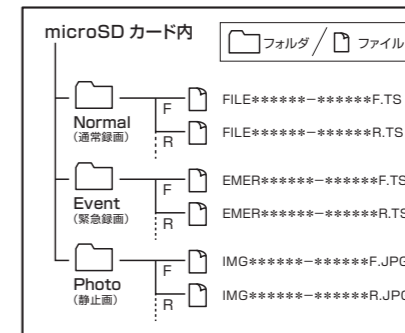 microSD カード内
フォルダ / ファイル
F FILE******−******F.TS
Normal
(通常録画)
R FILE******−******R.TS
F EMER******−******F.TS
Event
(緊急録画)
R EMER******−******R.TS
F IMG******−******F.JPG
Photo
(静止画)
R IMG******−******R.JPG